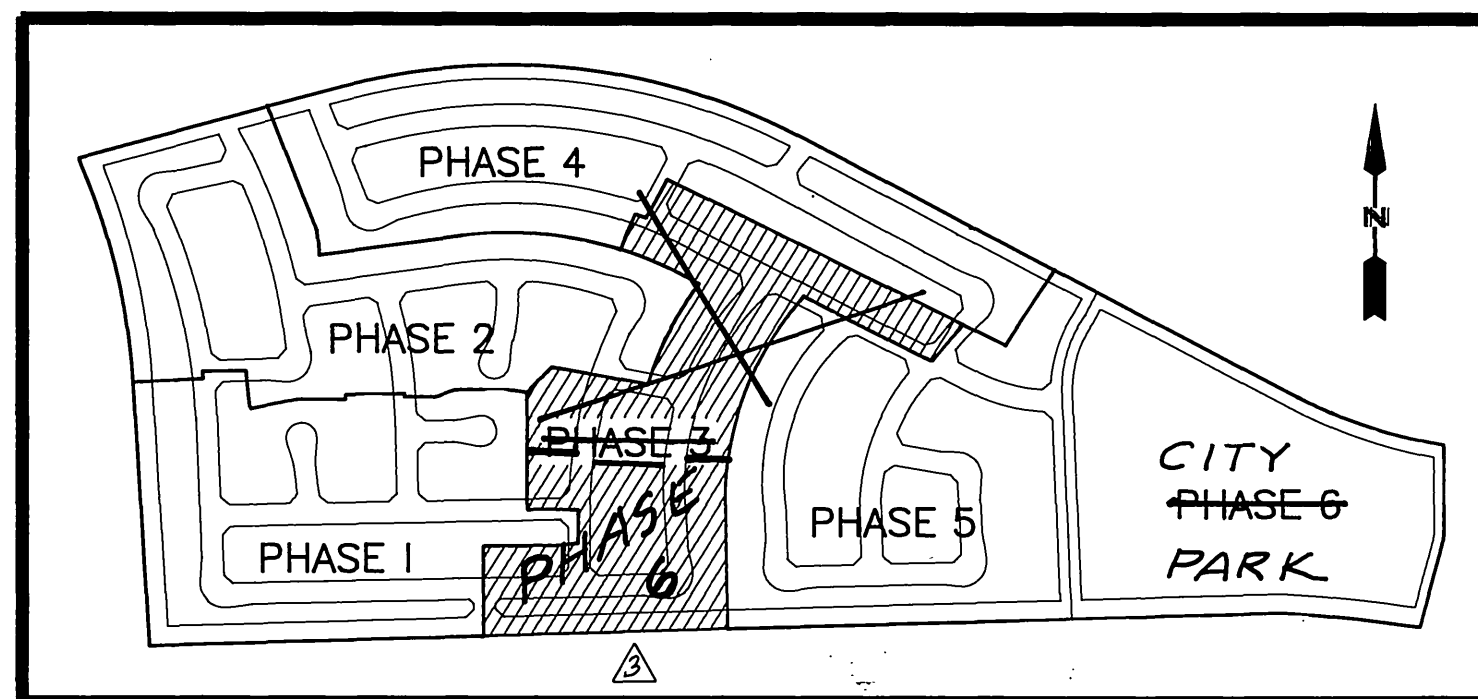 PHASE 4
N
PHASE 2
PHASE 3
CITY
PHASE 6
PARK
PHASE 5
PHASE 1
PHASE
6
3